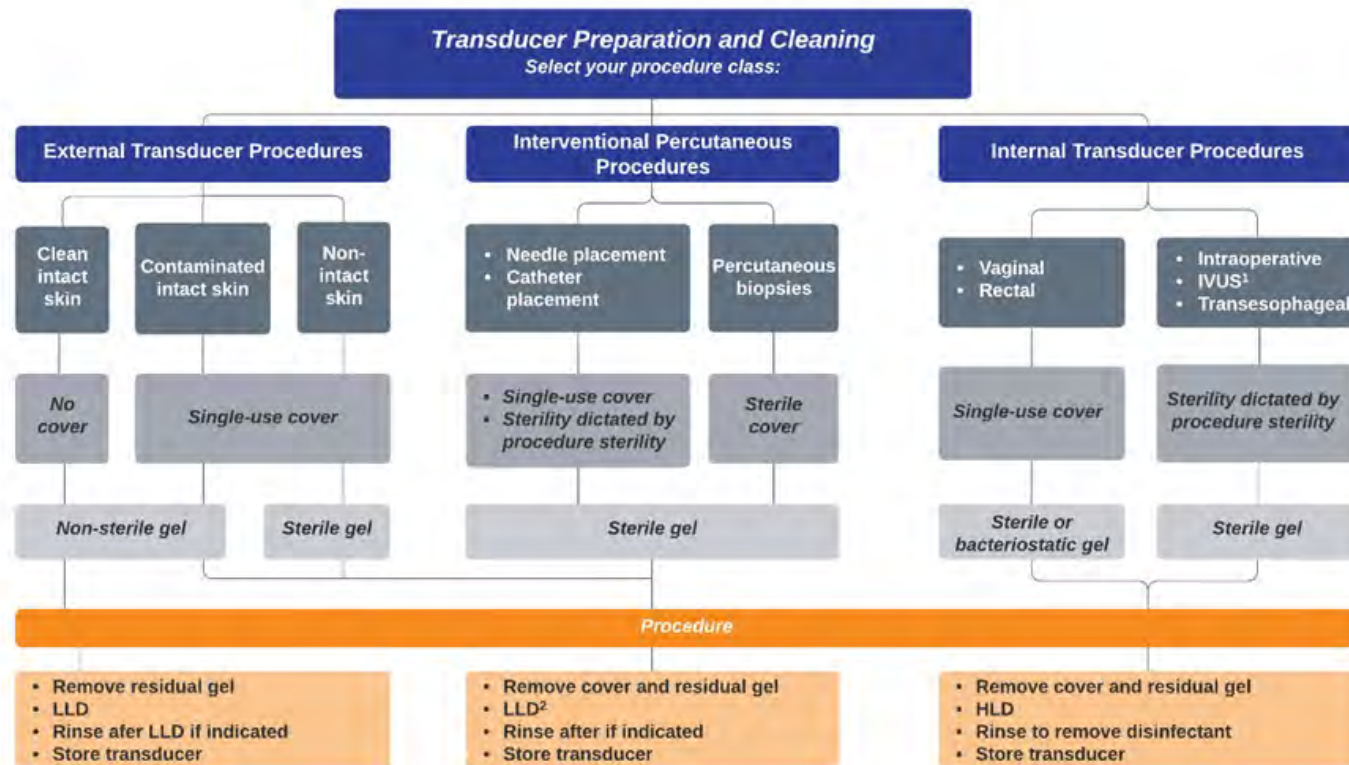 Transducer Preparation and Cleaning
Select your procedure class:
External Transducer Procedures
Interventional Percutaneous
Procedures
Internal Transducer Procedures
Clean
intact
skin
Contaminated
intact skin
Non-
intact
skin
• Needle placement
• Catheter
placement
Percutaneous
biopsies
• Vaginal
• Rectal
• Intraoperative
• IVUS¹
• Transesophageal
No
cover
Single-use cover
• Single-use cover
• Sterility dictated by
procedure sterility
Sterile
cover
Single-use cover
Sterility dictated by
procedure sterility
Non-sterile gel
Sterile gel
Sterile gel
Sterile or
bacteriostatic gel
Sterile gel
Procedure
• Remove residual gel
• LLD
• Rinse afer LLD if indicated
• Store transducer
• Remove cover and residual gel
• LLD²
• Rinse after if indicated
• Store transducer
• Remove cover and residual gel
• HLD
• Rinse to remove disinfectant
• Store transducer